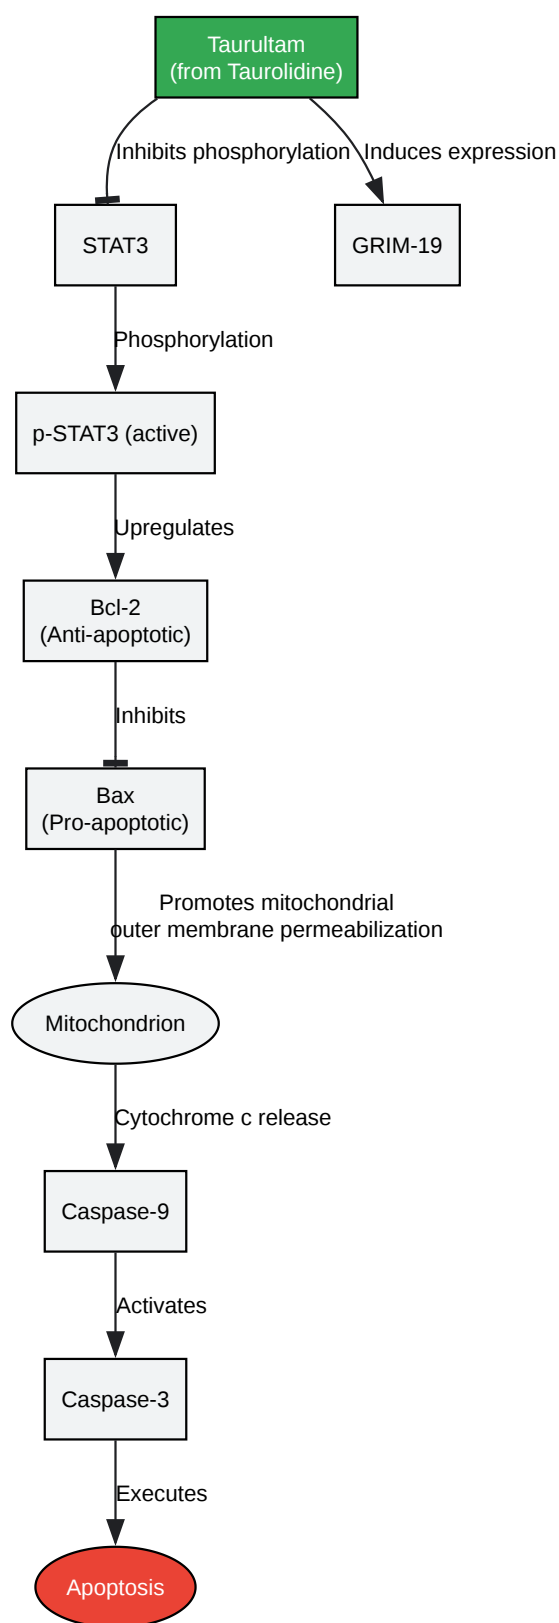 Taurultam
(from Taurolidine)
Inhibits phosphorylation
Induces expression
STAT3
GRIM-19
Phosphorylation
p-STAT3 (active)
Upregulates
Bcl-2
(Anti-apoptotic)
Inhibits
Bax
(Pro-apoptotic)
Promotes mitochondrial
outer membrane permeabilization
Mitochondrion
Cytochrome c release
Caspase-9
Activates
Caspase-3
Executes
Apoptosis